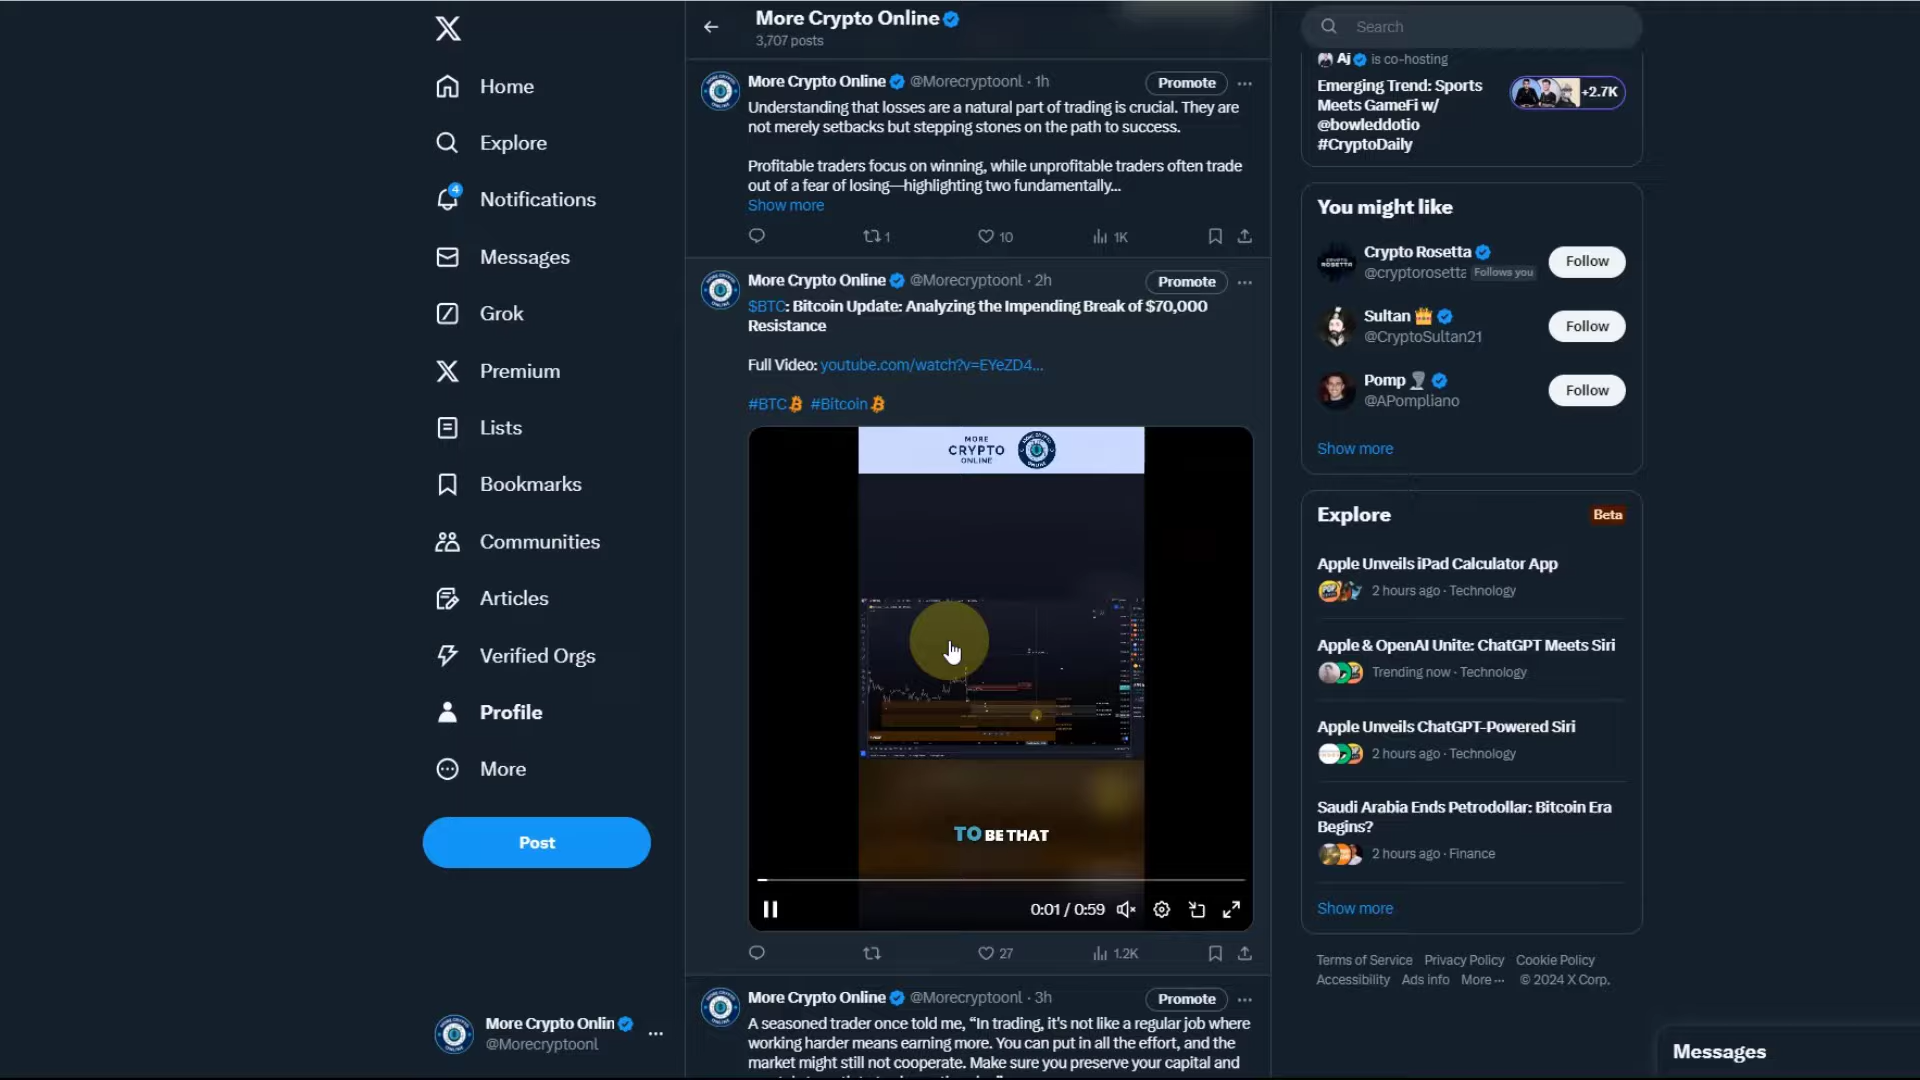 Home
Explore
4
Notifications
Messages
Grok
Premium
Lists
Bookmarks
Communities
Articles
Verified Orgs
Profile
More
Post
More Crypto Onlin
@Morecryptoonl
More Crypto Online
3,707 posts
More Crypto Online @Morecryptoonl · 1h
Promote
Understanding that losses are a natural part of trading is crucial. They are
not merely setbacks but stepping stones on the path to success.
Profitable traders focus on winning, while unprofitable traders often trade
out of a fear of losing—highlighting two fundamentally...
Show more
1
10
1K
More Crypto Online @Morecryptoonl · 2h
Promote
$BTC: Bitcoin Update: Analyzing the Impending Break of $70,000
Resistance
Full Video: youtube.com/watch?v=EYeZD4...
#BTC #Bitcoin
MORE
CRYPTO
ONLINE
TO BE THAT
0:01 / 0:59
27
1.2K
More Crypto Online @Morecryptoonl · 3h
Promote
A seasoned trader once told me, “In trading, it's not like a regular job where
working harder means earning more. You can put in all the effort, and the
market might still not cooperate. Make sure you preserve your capital and
Search
Aj is co-hosting
Emerging Trend: Sports
Meets GameFi w/
@bowleddotio
#CryptoDaily
+2.7K
You might like
Crypto Rosetta
@cryptorosetta Follows you
Follow
Sultan
@CryptoSultan21
Follow
Pomp
@APompliano
Follow
Show more
Explore
Beta
Apple Unveils iPad Calculator App
2 hours ago · Technology
Apple & OpenAI Unite: ChatGPT Meets Siri
Trending now · Technology
Apple Unveils ChatGPT-Powered Siri
2 hours ago · Technology
Saudi Arabia Ends Petrodollar: Bitcoin Era
Begins?
2 hours ago · Finance
Show more
Terms of Service Privacy Policy Cookie Policy
Accessibility Ads info More ··· © 2024 X Corp.
Messages